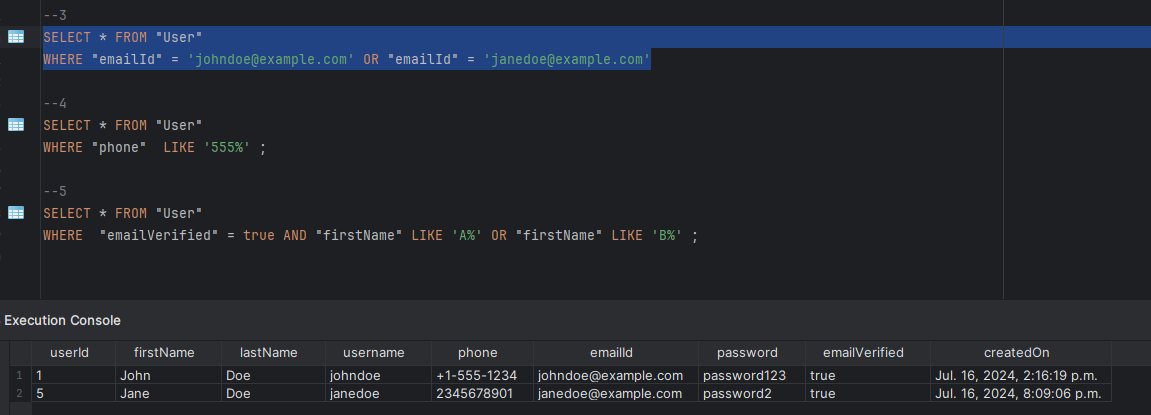 --3
SELECT * FROM "User"
WHERE "emailId" = 'johndoe@example.com' OR "emailId" = 'janedoe@example.com'
--4
SELECT * FROM "User"
WHERE "phone"  LIKE '555%' ;
--5
SELECT * FROM "User"
WHERE  "emailVerified" = true AND "firstName" LIKE 'A%' OR "firstName" LIKE 'B%' ;
Execution Console
userId firstName lastName username phone emailId password emailVerified createdOn
1 1 John Doe johndoe +1-555-1234 johndoe@example.com password123 true Jul. 16, 2024, 2:16:19 p.m.
2 5 Jane Doe janedoe 2345678901 janedoe@example.com password2 true Jul. 16, 2024, 8:09:06 p.m.